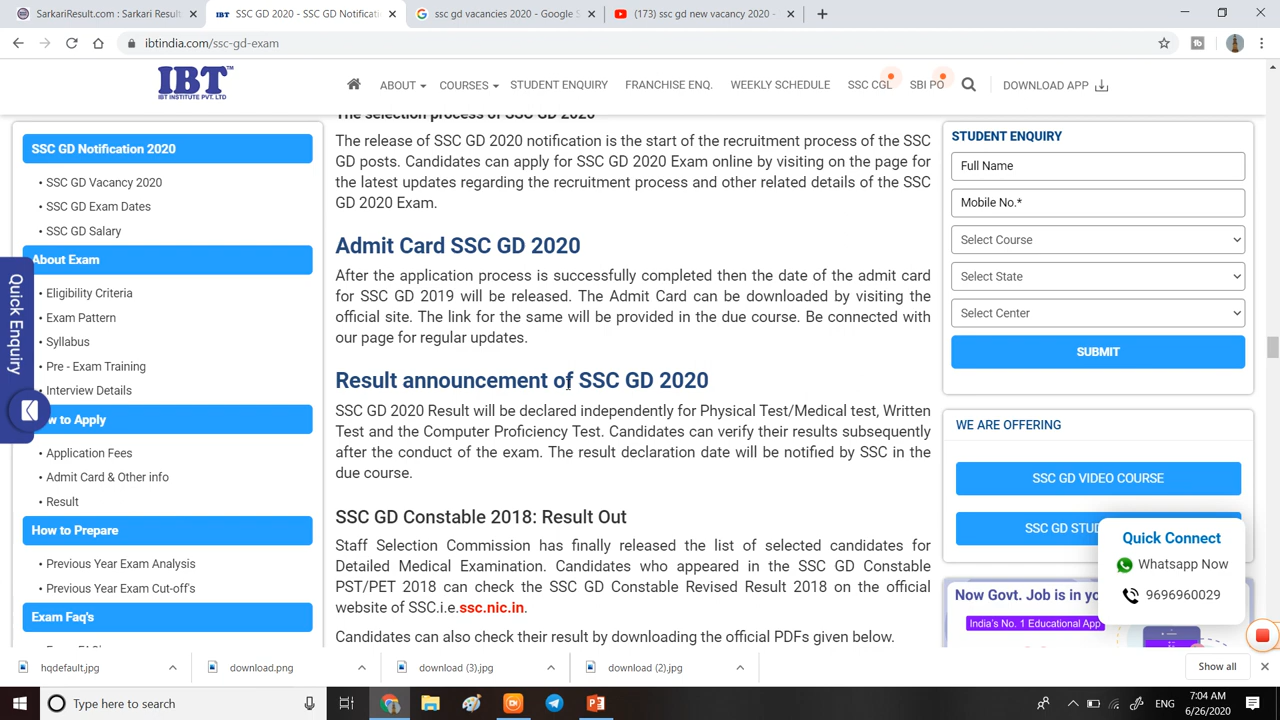 SarkariResult.com : Sarkari Result
SSC GD 2020 - SSC GD Notificati
ssc gd vacancies 2020 - Google S
(173) ssc gd new vacancy 2020 -
ibtindia.com/ssc-gd-exam
IBT
IBT INSTITUTE PVT. LTD
ABOUT
COURSES
STUDENT ENQUIRY
FRANCHISE ENQ.
WEEKLY SCHEDULE
SSC CGL
SBI PO
DOWNLOAD APP
SSC GD Notification 2020
• SSC GD Vacancy 2020
• SSC GD Exam Dates
• SSC GD Salary
About Exam
• Eligibility Criteria
• Exam Pattern
• Syllabus
• Pre - Exam Training
• Interview Details
w to Apply
• Application Fees
• Admit Card & Other info
• Result
How to Prepare
• Previous Year Exam Analysis
• Previous Year Exam Cut-off's
Exam Faq's
Quick Enquiry
The selection process of SSC GD 2020
The release of SSC GD 2020 notification is the start of the recruitment process of the SSC
GD posts. Candidates can apply for SSC GD 2020 Exam online by visiting on the page for
the latest updates regarding the recruitment process and other related details of the SSC
GD 2020 Exam.
Admit Card SSC GD 2020
After the application process is successfully completed then the date of the admit card
for SSC GD 2019 will be released. The Admit Card can be downloaded by visiting the
official site. The link for the same will be provided in the due course. Be connected with
our page for regular updates.
Result announcement of SSC GD 2020
SSC GD 2020 Result will be declared independently for Physical Test/Medical test, Written
Test and the Computer Proficiency Test. Candidates can verify their results subsequently
after the conduct of the exam. The result declaration date will be notified by SSC in the
due course.
SSC GD Constable 2018: Result Out
Staff Selection Commission has finally released the list of selected candidates for
Detailed Medical Examination. Candidates who appeared in the SSC GD Constable
PST/PET 2018 can check the SSC GD Constable Revised Result 2018 on the official
website of SSC.i.e.ssc.nic.in.
Candidates can also check their result by downloading the official PDFs given below.
STUDENT ENQUIRY
Full Name
Mobile No.*
Select Course
Select State
Select Center
SUBMIT
WE ARE OFFERING
SSC GD VIDEO COURSE
SSC GD STUD
Quick Connect
Whatsapp Now
9696960029
Now Govt. Job is in yo
India's No. 1 Educational App
hqdefault.jpg
download.png
download (3).jpg
download (2).jpg
Show all
Type here to search
ENG
7:04 AM
6/26/2020